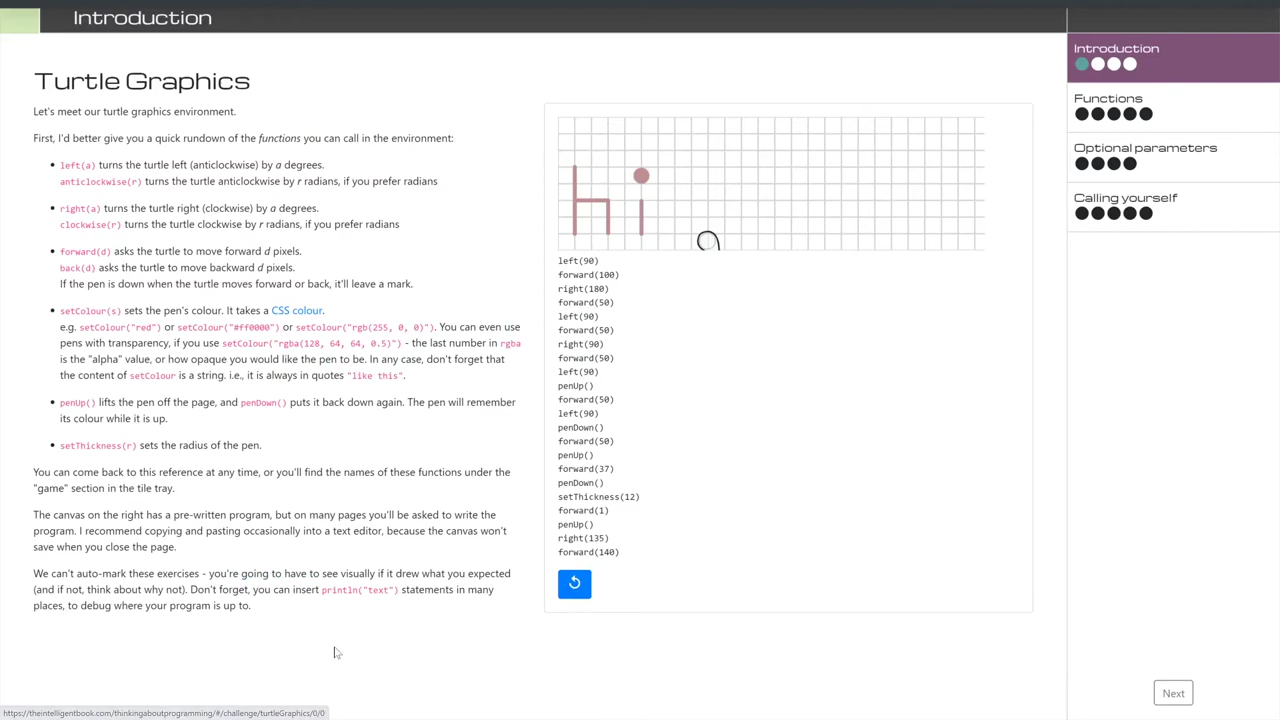 Introduction
Turtle Graphics
Let's meet our turtle graphics environment.
First, I'd better give you a quick rundown of the functions you can call in the environment:
left(a) turns the turtle left (anticlockwise) by a degrees.
anticlockwise(r) turns the turtle anticlockwise by r radians, if you prefer radians
right(a) turns the turtle right (clockwise) by a degrees.
clockwise(r) turns the turtle clockwise by r radians, if you prefer radians
forward(d) asks the turtle to move forward d pixels.
back(d) asks the turtle to move backward d pixels.
If the pen is down when the turtle moves forward or back, it'll leave a mark.
setColour(s) sets the pen's colour. It takes a CSS colour.
e.g. setColour("red") or setColour("#ff0000") or setColour("rgb(255, 0, 0)"). You can even use
pens with transparency, if you use setColour("rgba(128, 64, 64, 0.5)") - the last number in rgba
is the "alpha" value, or how opaque you would like the pen to be. In any case, don't forget that
the content of setColour is a string. i.e., it is always in quotes "like this".
penUp() lifts the pen off the page, and penDown() puts it back down again. The pen will remember
its colour while it is up.
setThickness(r) sets the radius of the pen.
You can come back to this reference at any time, or you'll find the names of these functions under the
"game" section in the tile tray.
The canvas on the right has a pre-written program, but on many pages you'll be asked to write the
program. I recommend copying and pasting occasionally into a text editor, because the canvas won't
save when you close the page.
We can't auto-mark these exercises - you're going to have to see visually if it drew what you expected
(and if not, think about why not). Don't forget, you can insert println("text") statements in many
places, to debug where your program is up to.
hi
left(90)
forward(100)
right(180)
forward(50)
left(90)
forward(50)
right(90)
forward(50)
left(90)
penUp()
forward(50)
left(90)
penDown()
forward(50)
penUp()
forward(37)
penDown()
setThickness(12)
forward(1)
penUp()
right(135)
forward(140)
Introduction
Functions
Optional parameters
Calling yourself
Next
https://theintelligentbook.com/thinkingaboutprogramming/#/challenge/turtleGraphics/0/0